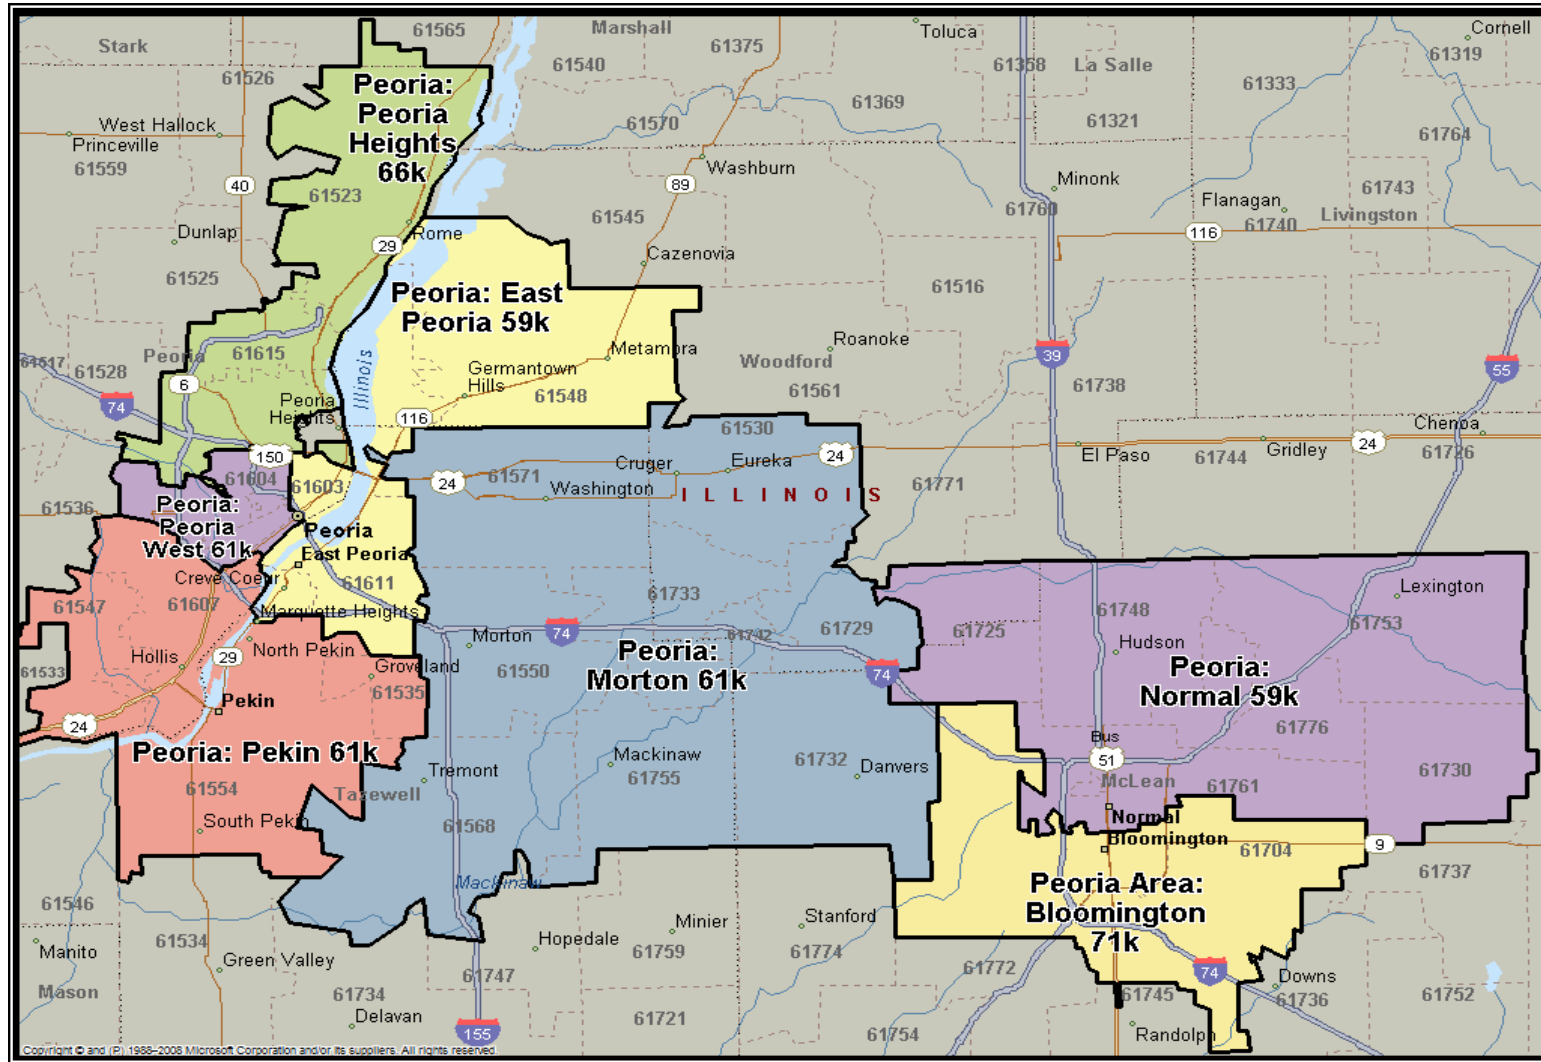 61565
Marshall
Toluca
Cornell
Stark
61375
61319
61526
61540
61358
La Salle
61333
Peoria:
Peoria
Heights
66k
61369
61570
61321
61764
West Hallock
Princeville
61559
Washburn
40
89
Minonk
61743
61523
61545
61760
Flanagan
61740
Livingston
Dunlap
29
Rome
116
Cazenovia
61525
61516
Peoria: East
Peoria 59k
Roanoke
Metamora
39
Illinois
61517
61528
Peoria
61615
Woodford
55
Germantown
Hills
61548
61561
61738
6
74
Peoria
Heights
116
Chenoa
61530
150
24
El Paso
61744
Gridley
24
61726
61604
61603
24
61571
Cruger
Eureka
Washington
ILLINOIS
61771
61536
Peoria:
Peoria
West 61k
Peoria
East Peoria
Creve Coeur
61611
61547
61607
Marquette Heights
61733
Lexington
61748
61753
74
61742
61729
61725
Hudson
Morton
North Pekin
Hollis
29
Groveland
61550
61533
61535
Peoria:
Morton 61k
74
Peoria:
Normal 59k
Pekin
24
61776
Peoria: Pekin 61k
Bus
51
Mackinaw
61755
61732
Danvers
Tremont
McLean
61761
61730
61554
Tazewell
South Pekin
61568
Normal
Bloomington
61704
9
61737
Mackinaw
Peoria Area:
Bloomington
71k
61546
Minier
Stanford
61534
Manito
Hopedale
61759
61774
Green Valley
61772
74
61747
Downs
Mason
61734
61745
61736
61752
Delavan
61721
155
61754
Randolph
Copyright © and (P) 1988–2008 Microsoft Corporation and/or its suppliers. All rights reserved.